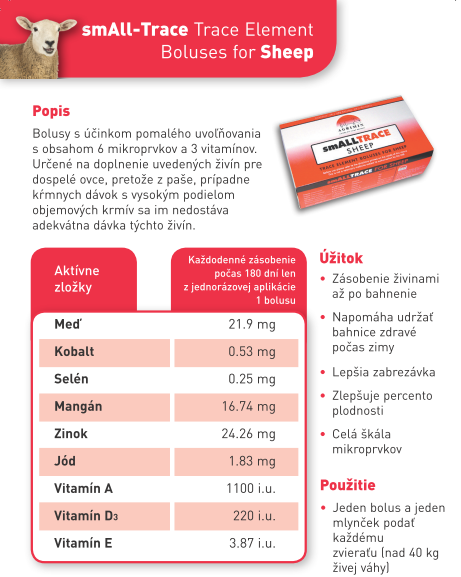 smAll-Trace Trace Element
Boluses for Sheep
Popis
Bolusy s účinkom pomalého uvoľňovania
s obsahom 6 mikroprvkov a 3 vitamínov.
Určené na doplnenie uvedených živín pre
dospelé ovce, pretože z paše, prípadne
kŕmnych dávok s vysokým podielom
objemových krmív sa im nedostáva
adekvátna dávka týchto živín.
AGRIMIN
smALLTRACE
SHEEP
TRACE ELEMENT BOLUSES FOR SHEEP
smALLTRACE FOR SHEEP
Aktívne
zložky
Každodenné zásobenie
počas 180 dní len
z jednorázovej aplikácie
1 bolusu
Meď 21.9 mg
Kobalt 0.53 mg
Selén 0.25 mg
Mangán 16.74 mg
Zinok 24.26 mg
Jód 1.83 mg
Vitamín A 1100 i.u.
Vitamín D3 220 i.u.
Vitamín E 3.87 i.u.
Úžitok
• Zásobenie živinami
až po bahnenie
• Napomáha udržať
bahnice zdravé
počas zimy
• Lepšia zabrezávka
• Zlepšuje percento
plodnosti
• Celá škála
mikroprvkov
Použitie
• Jeden bolus a jeden
mlynček podať
každému
zvieraťu (nad 40 kg
živej váhy)